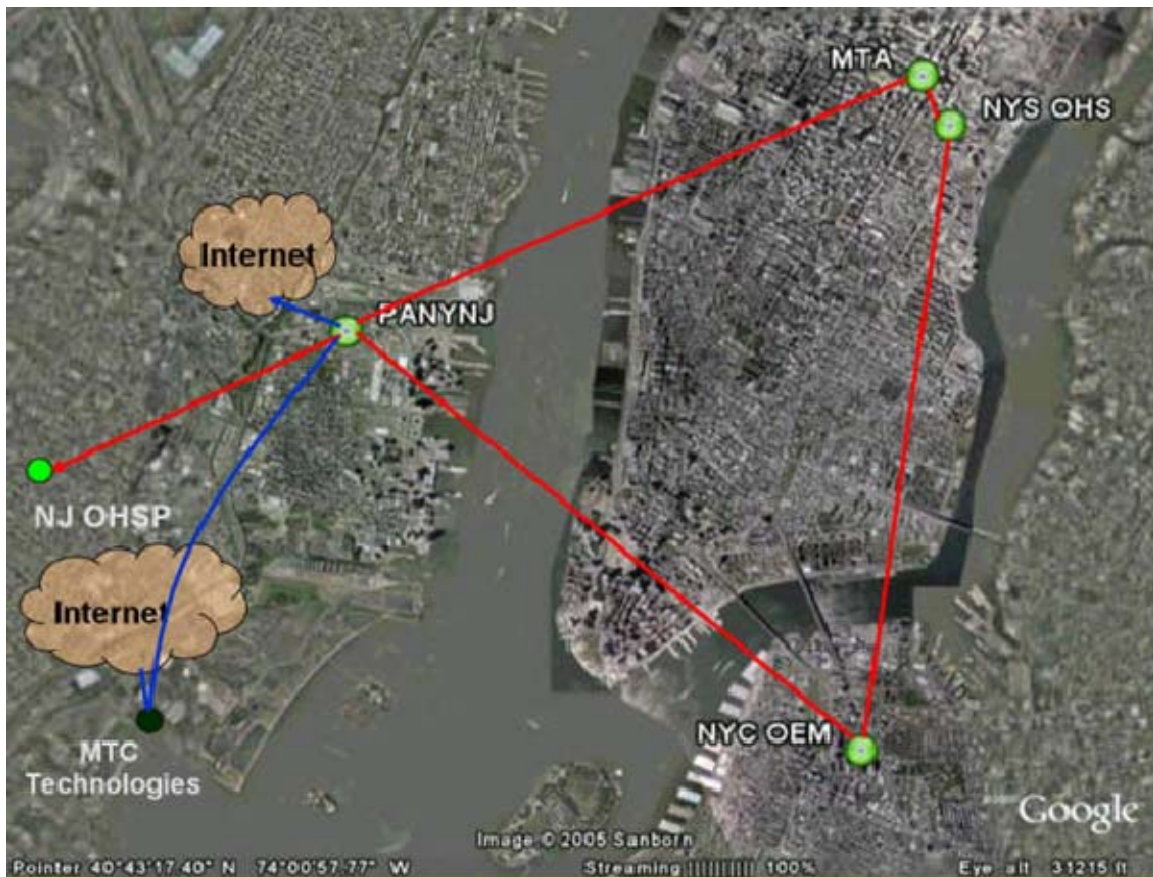 MTA
NYS OHS
Internet
PANYNJ
NJ OHSP
Internet
NYC OEM
MTC
Technologies
Google
Image © 2005 Sanborn
Pointer 40°43'17.40" N 74°00'57.77" W Streaming |||||||||| 100% Eye alt 31215 ft